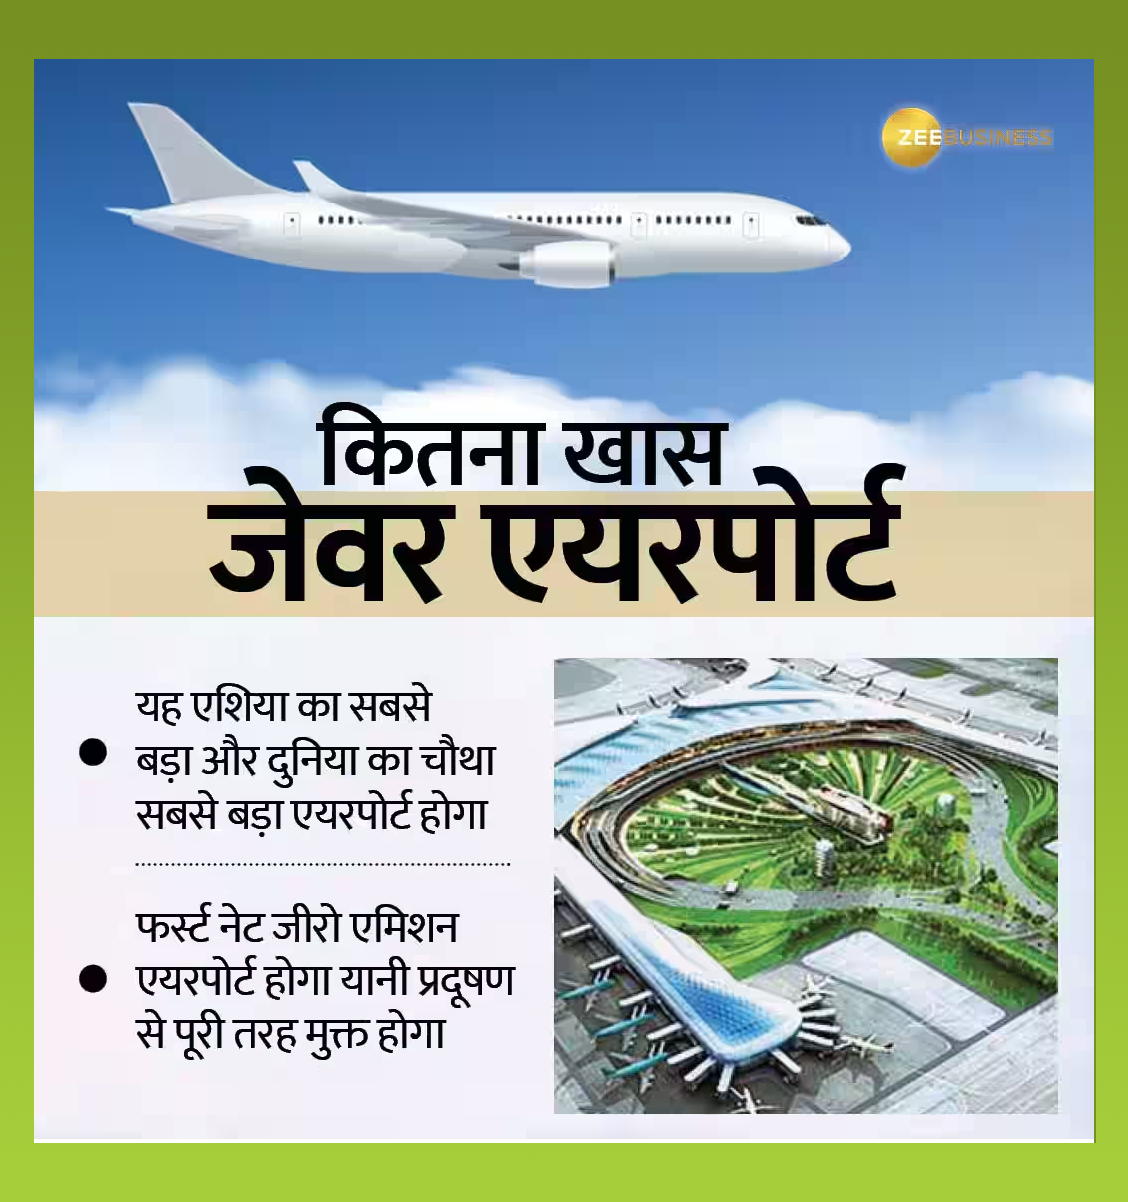 ZEEBUSINESS
कितना खास
जेवर एयरपोर्ट
यह एशिया का सबसे
बड़ा और दुनिया का चौथा
सबसे बड़ा एयरपोर्ट होगा
फर्स्ट नेट जीरो एमिशन
एयरपोर्ट होगा यानी प्रदूषण
से पूरी तरह मुक्त होगा